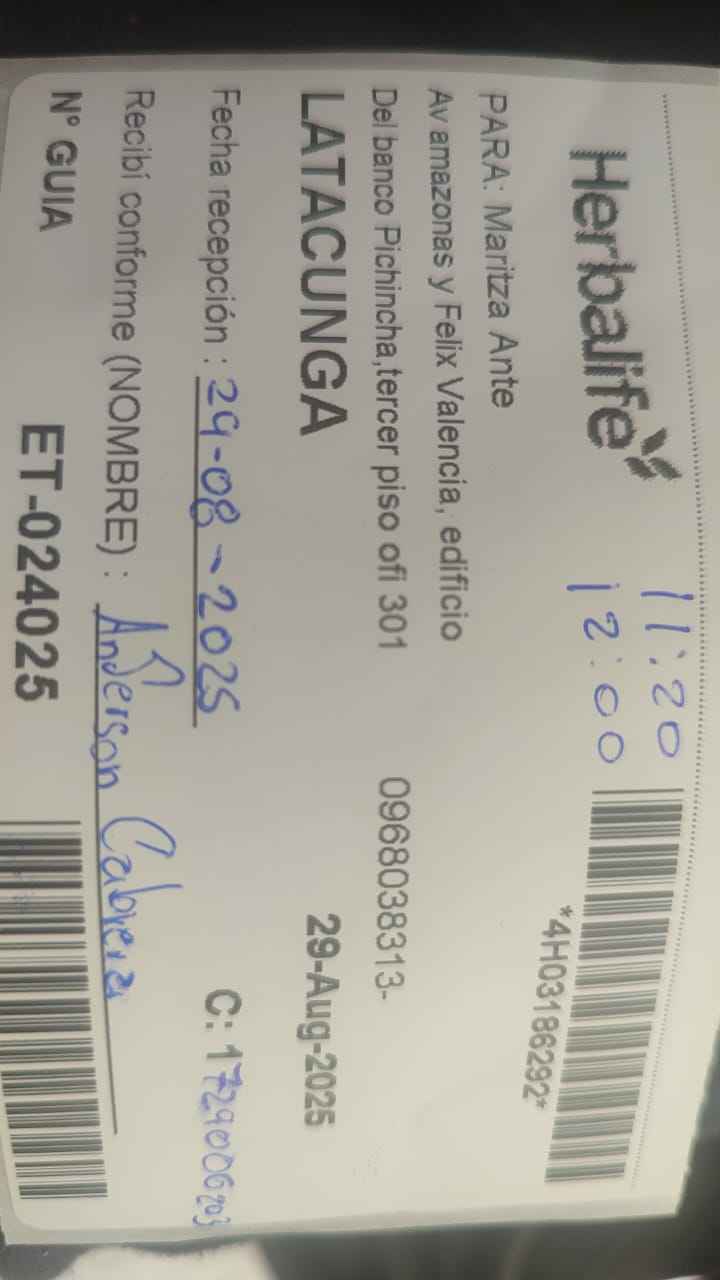 Herbalife
11:20
12:00
*4H03186292*
PARA: Maritza Ante
Av amazonas y Felix Valencia, edificio
Del banco Pichincha,tercer piso ofi 301 0968038313-
LATACUNGA 29-Aug-2025
Fecha recepción : 29-08-2025 C: 1729006203
Recibí conforme (NOMBRE) : Anderson Cabrera
N° GUIA ET-024025